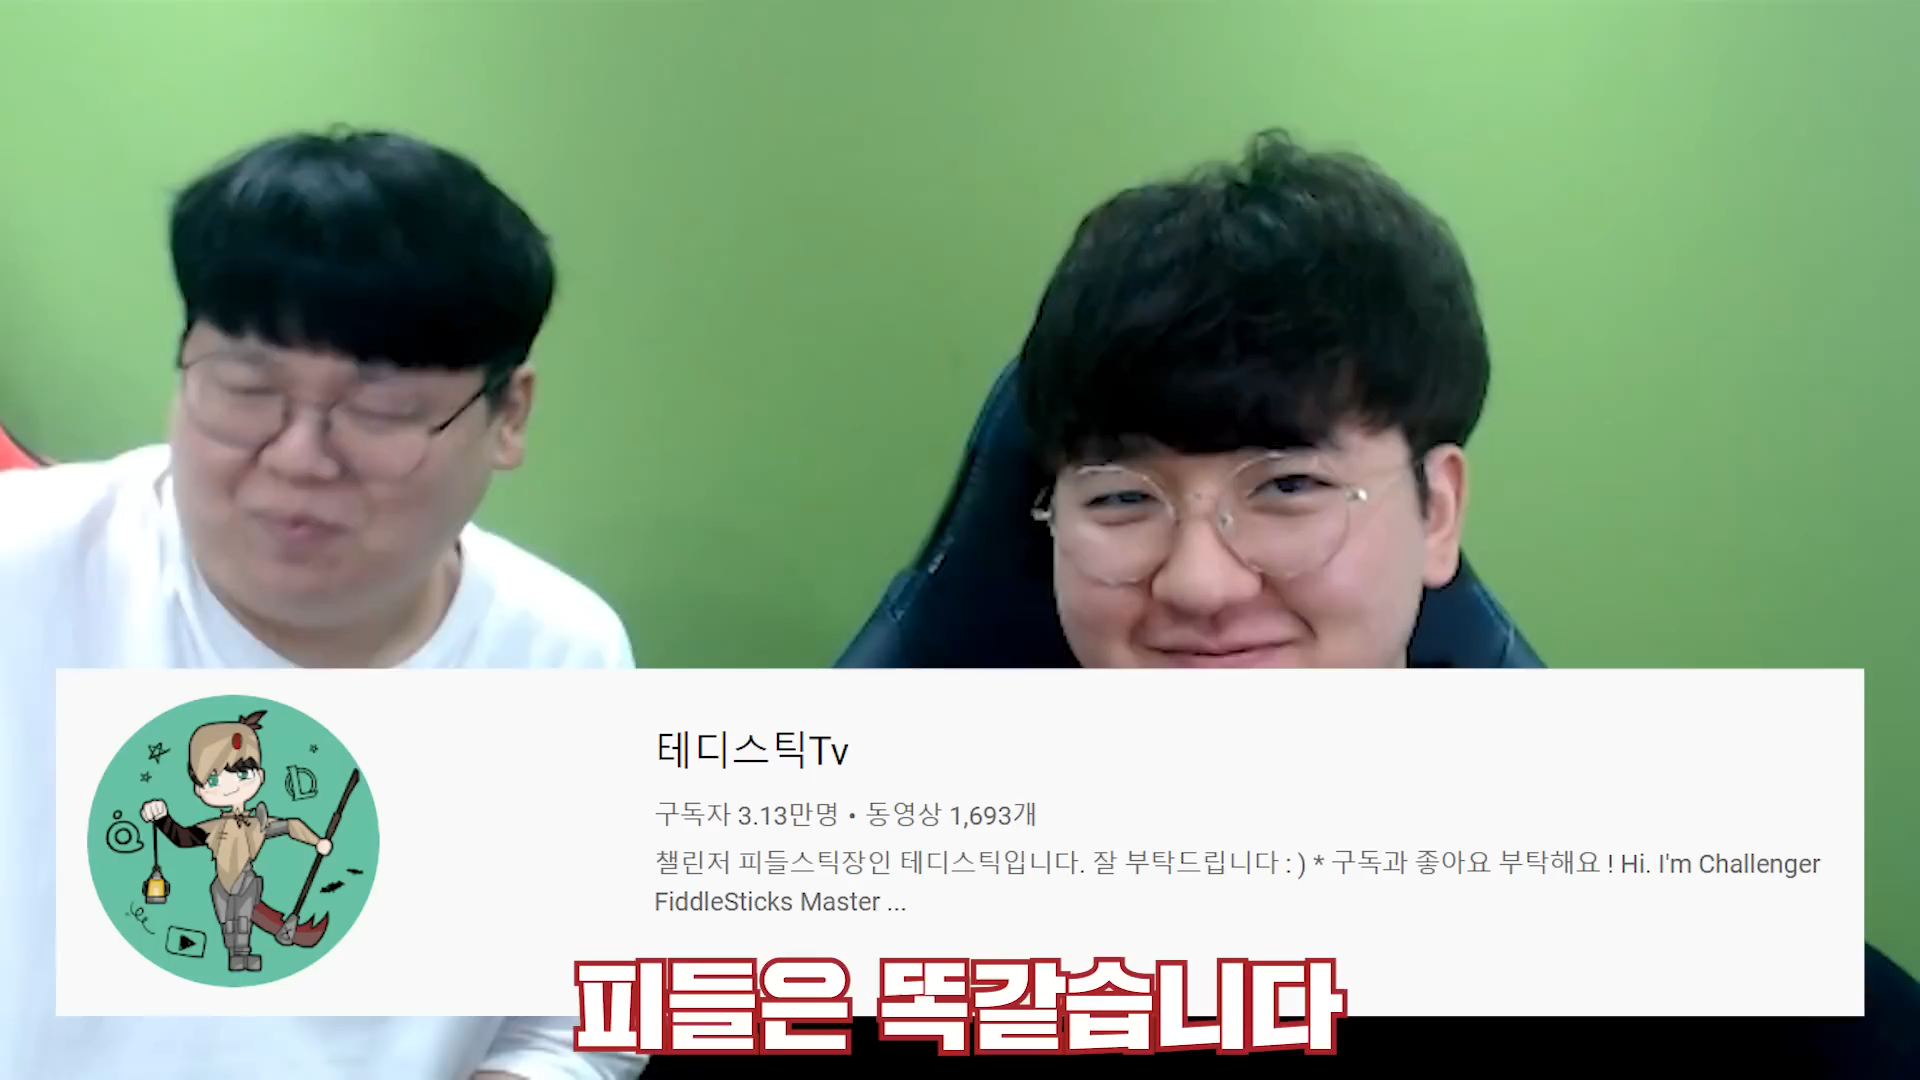 테디스틱Tv
구독자 3.13만명 • 동영상 1,693개
챌린저 피들스틱장인 테디스틱입니다. 잘 부탁드립니다 : ) * 구독과 좋아요 부탁해요 ! Hi. I'm Challenger
FiddleSticks Master ...
피들은 똑같습니다